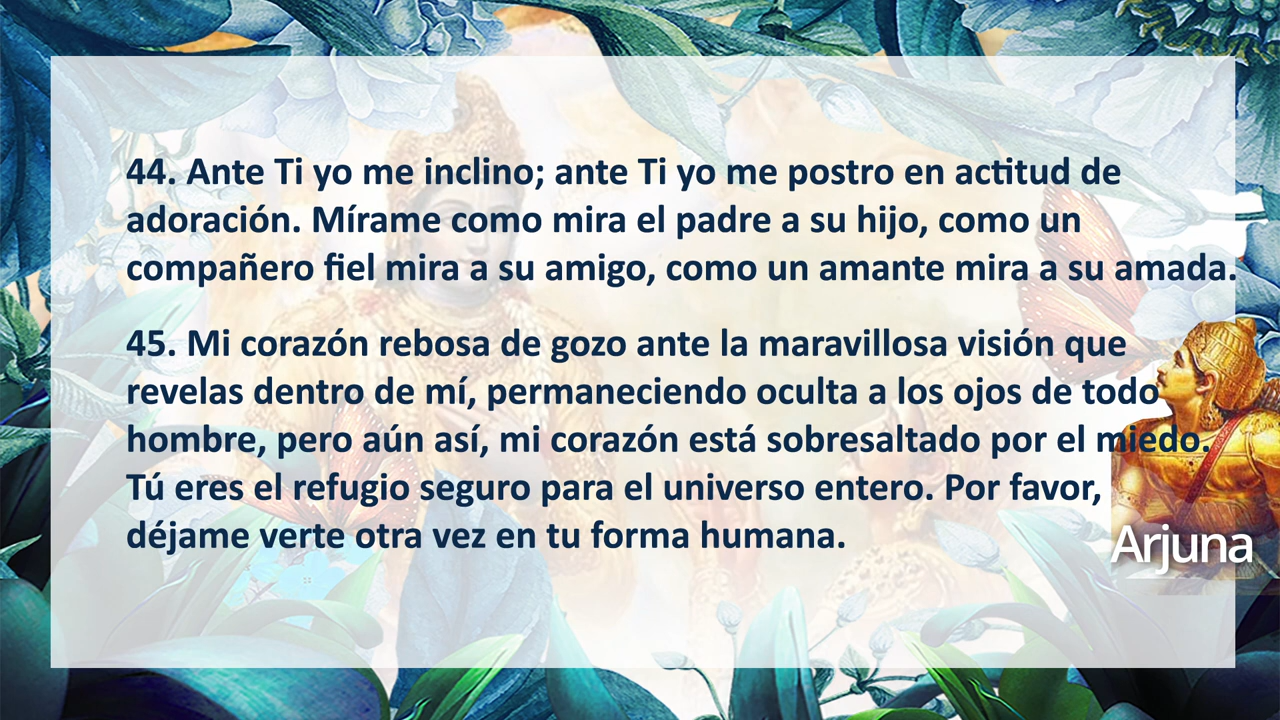 44. Ante Ti yo me inclino; ante Ti yo me postro en actitud de
adoración. Mírame como mira el padre a su hijo, como un
compañero fiel mira a su amigo, como un amante mira a su amada.
45. Mi corazón rebosa de gozo ante la maravillosa visión que
revelas dentro de mí, permaneciendo oculta a los ojos de todo
hombre, pero aún así, mi corazón está sobresaltado por el miedo.
Tú eres el refugio seguro para el universo entero. Por favor,
déjame verte otra vez en tu forma humana.
Arjuna